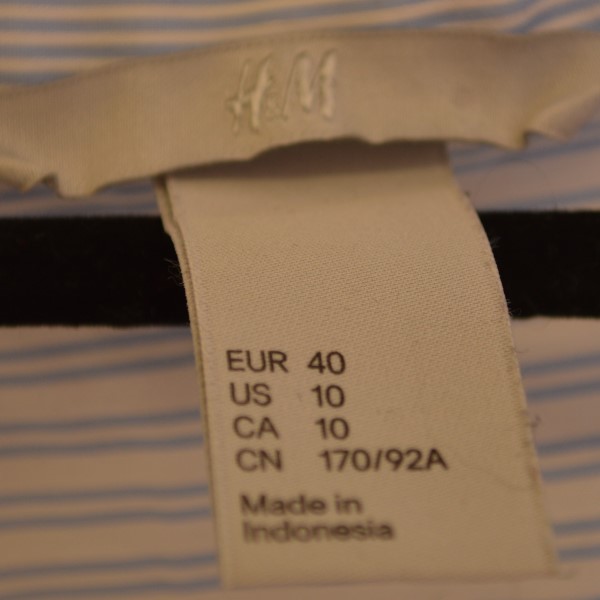 H&M
EUR 40
US 10
CA 10
CN 170/92A
Made in
Indonesia